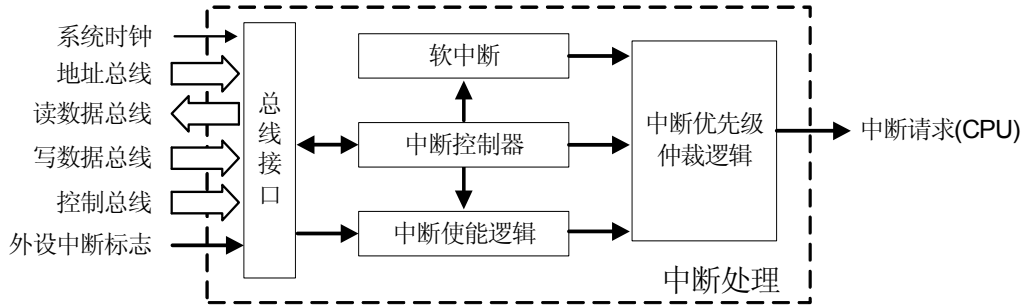 系统时钟
地址总线
读数据总线
写数据总线
控制总线
外设中断标志
总
线
接
口
软中断
中断控制器
中断使能逻辑
中断优先级
仲裁逻辑
中断请求(CPU)
中断处理